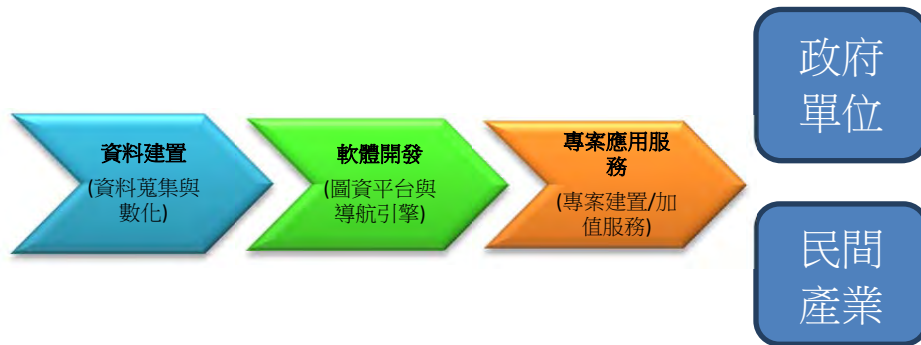 資料建置
(資料蒐集與
數化)
軟體開發
(圖資平台與
導航引擎)
專案應用服
務
(專案建置/加
值服務)
政府
單位
民間
產業